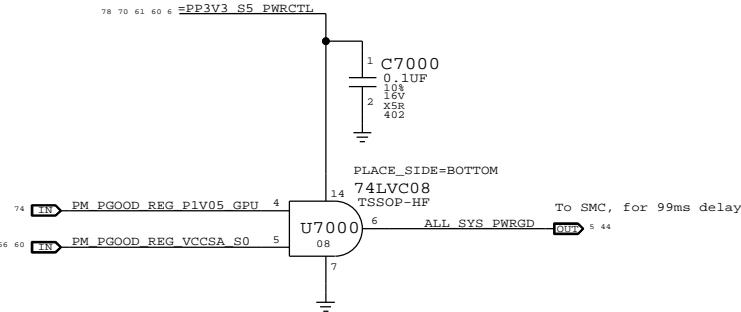 78 70 61 60 6 =PP3V3_S5_PWRCTL
1 C7000
0.1UF
10%
16V
2 X5R
402
PLACE_SIDE=BOTTOM
14 74LVC08
TSSOP-HF
74 IN PM_PGOOD_REG_P1V05_GPU 4
U7000
08
6 ALL_SYS_PWRGD OUT 5 44
To SMC, for 99ms delay
66 60 IN PM_PGOOD_REG_VCCSA_S0 5
7